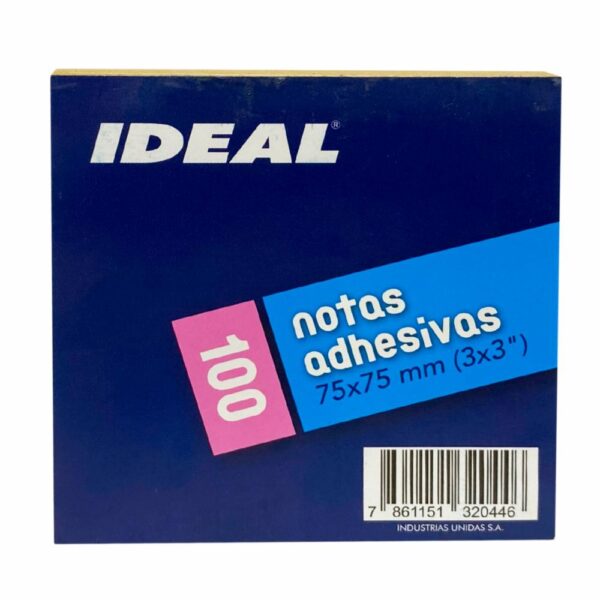 IDEAL®
100
notas
adhesivas
75x75 mm (3x3")
7 861151 320446
INDUSTRIAS UNIDAS S.A.